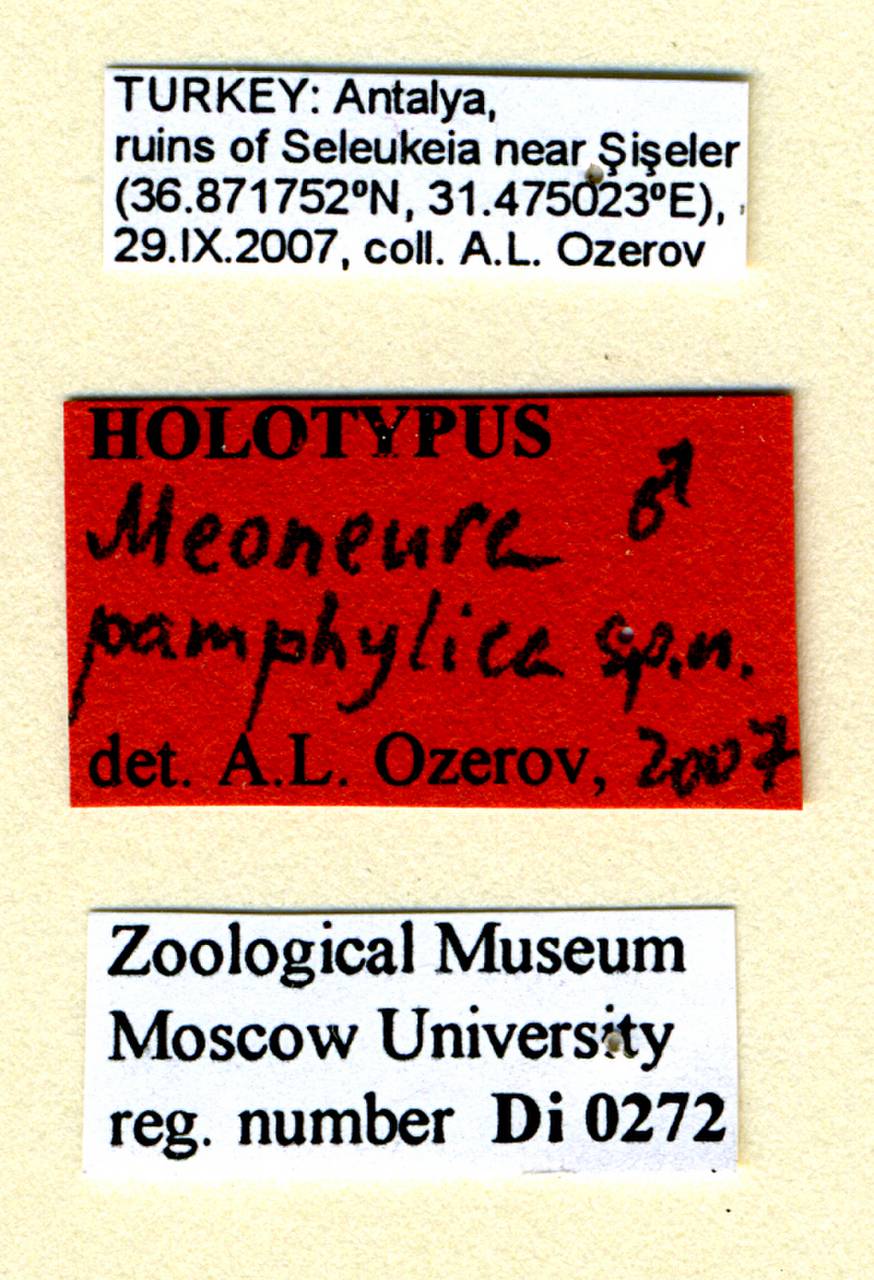 TURKEY: Antalya,
ruins of Seleukeia near Şişeler
(36.871752ºN, 31.475023ºE),
29.IX.2007, coll. A.L. Ozerov
HOLOTYPUS
Meoneura ♂
pamphylica sp.n.
det. A.L. Ozerov, 2007
Zoological Museum
Moscow University
reg. number Di 0272